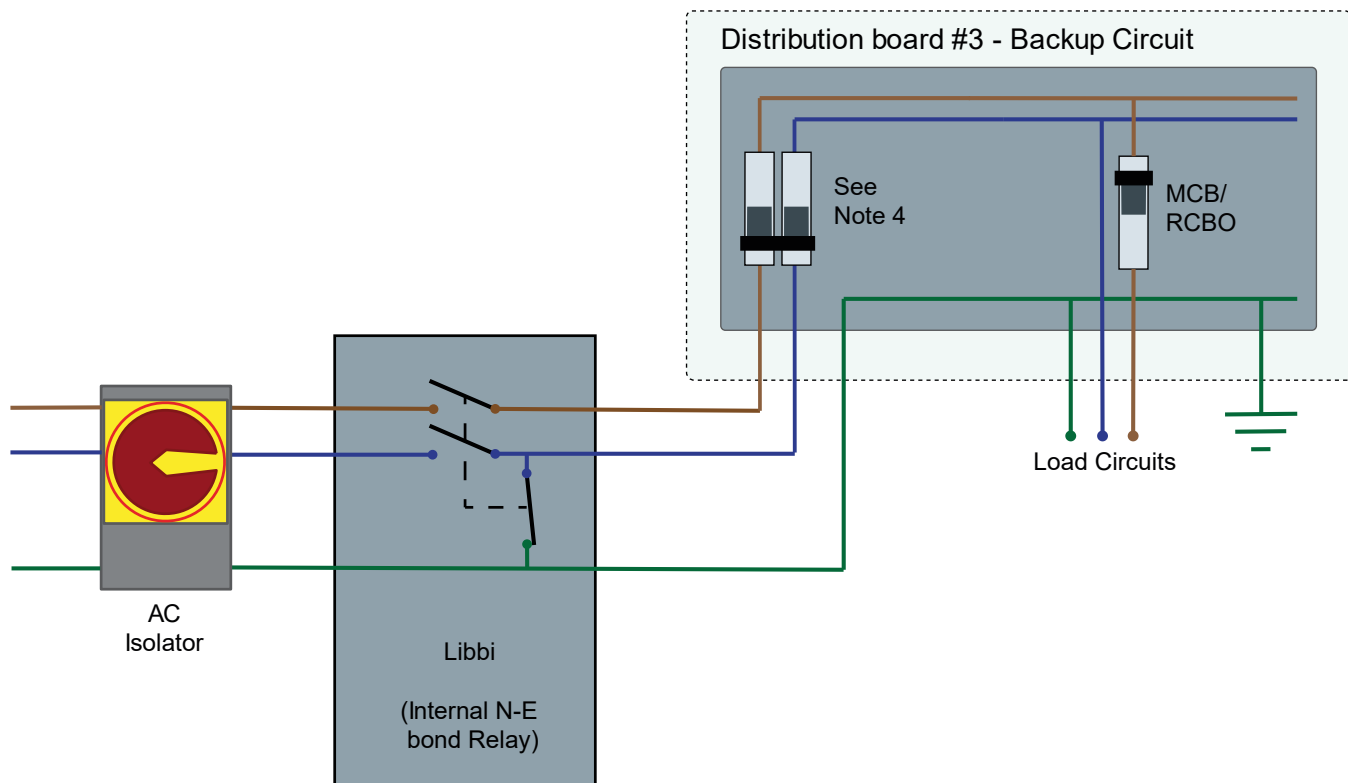 Distribution board #3 - Backup Circuit
See
Note 4
MCB/
RCBO
Load Circuits
AC
Isolator
Libbi
(Internal N-E
bond Relay)